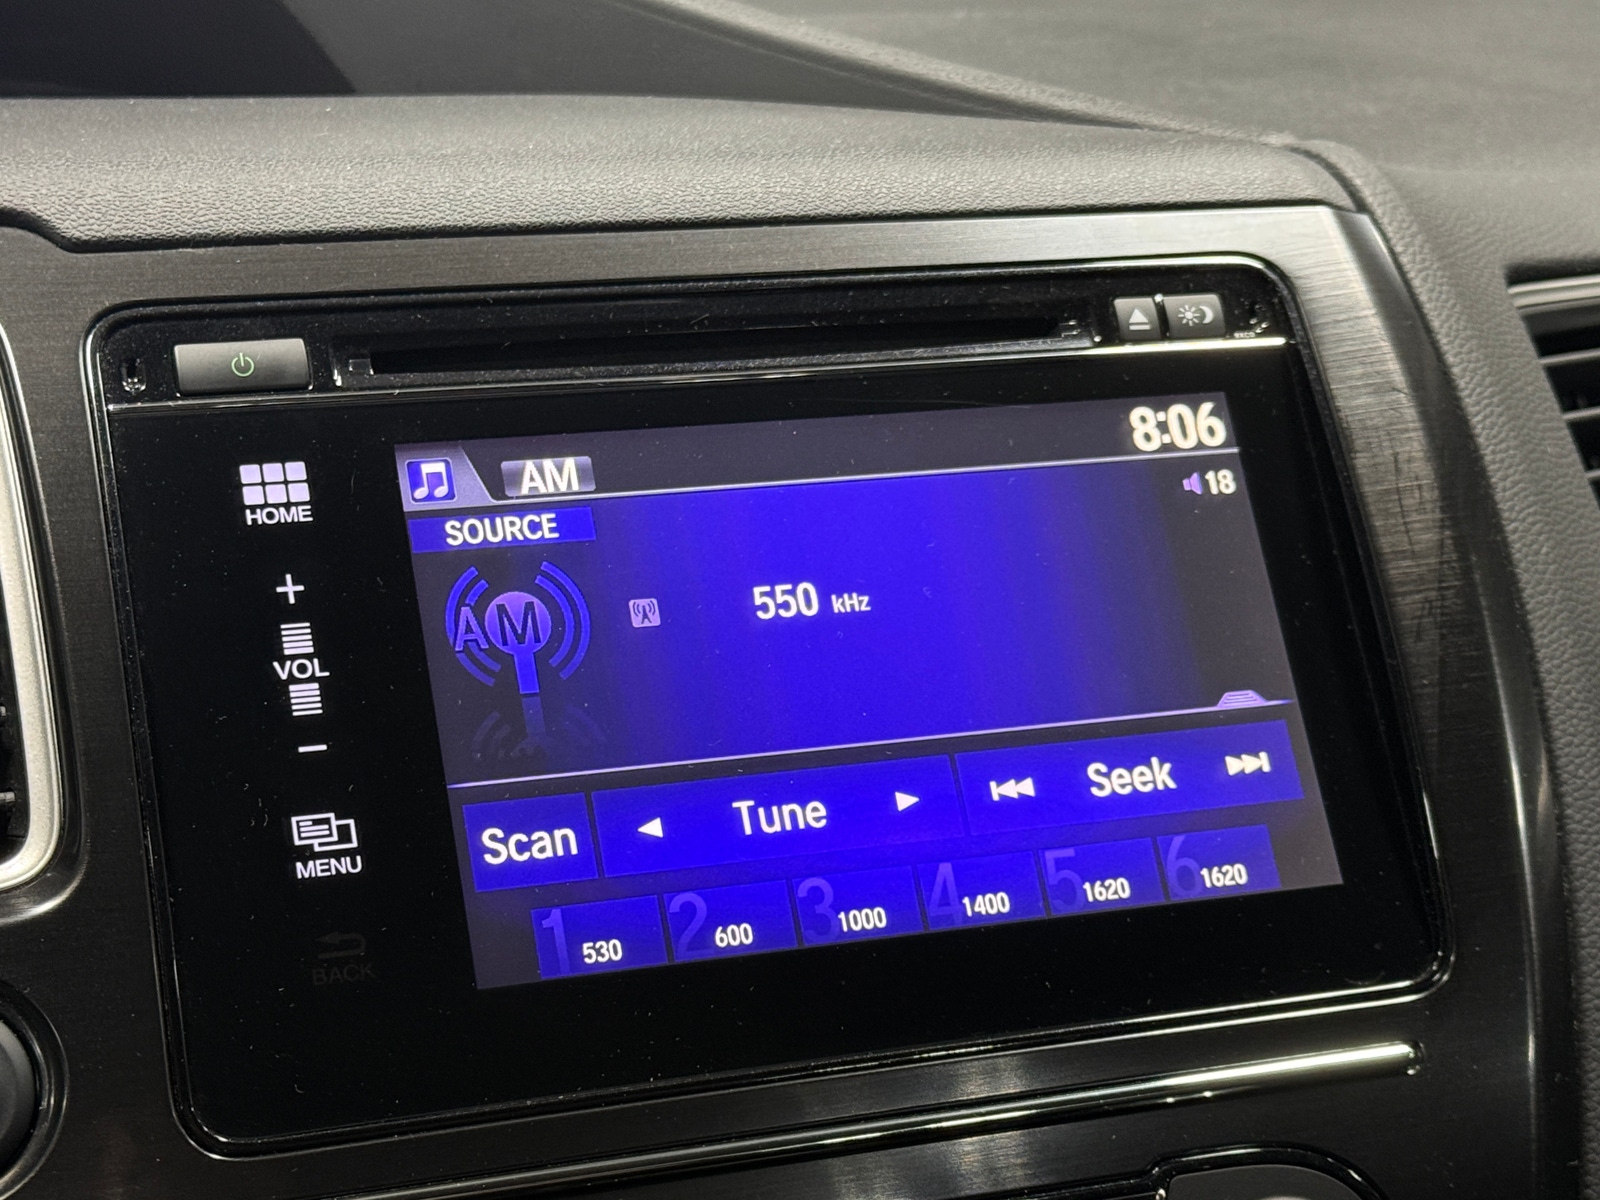 8:06
AM
18
SOURCE
HOME
AM
550 kHz
VOL
Scan
Tune
Seek
MENU
1 530
2 600
3 1000
4 1400
5 1620
6 1620
BACK